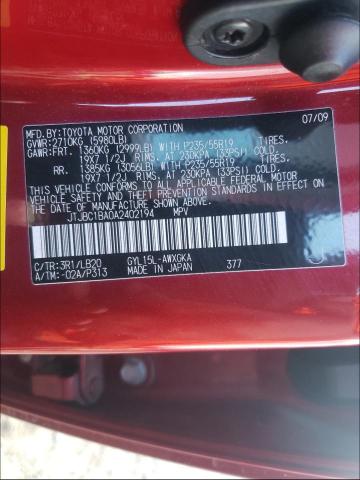 07/09
MFD.BY:TOYOTA MOTOR CORPORATION
GVWR:2710KG (5980LB)
GAWR:FRT. 1360KG (2999LB) WITH P235/55R19 TIRES
19X7 1/2J RIMS, AT 230KPA (33PSI) COLD.
RR. 1385KG (3056LB)WITH P235/55R19 TIRES
19X7 1/2J RIMS, AT 230KPA (33PSI) COLD.
THIS VEHICLE CONFORMS TO ALL APPLICABLE
FEDERAL MOTOR VEHICLE SAFETY AND
THEFT PREVENTION STANDARDS IN EFFECT ON
THE DATE OF MANUFACTURE SHOWN ABOVE.
JTJBC1BA0A2402194 MPV
C/TR:3R1/LB20 GYL15L-AWXGKA
A/TM:-02A/P313 MADE IN JAPAN 377